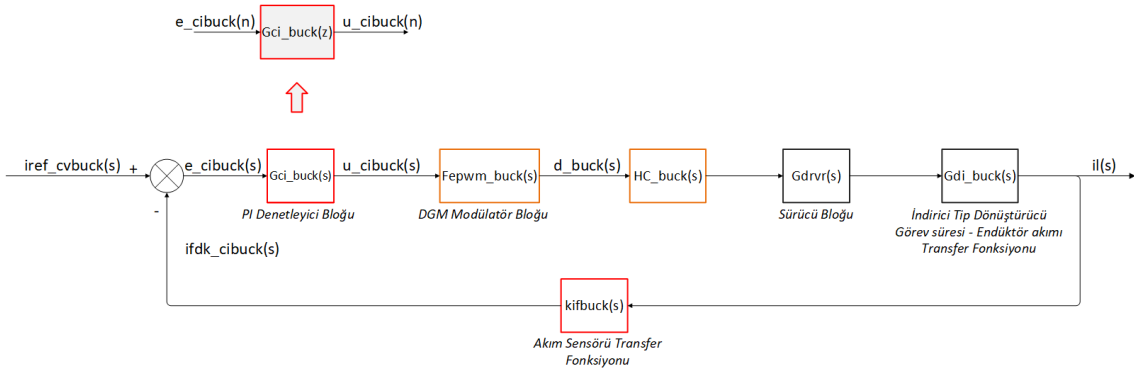 e_cibuck(n)
Gci_buck(z)
u_cibuck(n)
iref_cvbuck(s)
+
-
e_cibuck(s)
Gci_buck(s)
PI Denetleyici Bloğu
u_cibuck(s)
Fepwm_buck(s)
DGM Modülatör Bloğu
d_buck(s)
HC_buck(s)
Gdrvr(s)
Sürücü Bloğu
Gdi_buck(s)
İndirici Tip Dönüştürücü
Görev süresi - Endüktör akımı
Transfer Fonksiyonu
il(s)
ifdk_cibuck(s)
kifbuck(s)
Akım Sensörü Transfer
Fonksiyonu